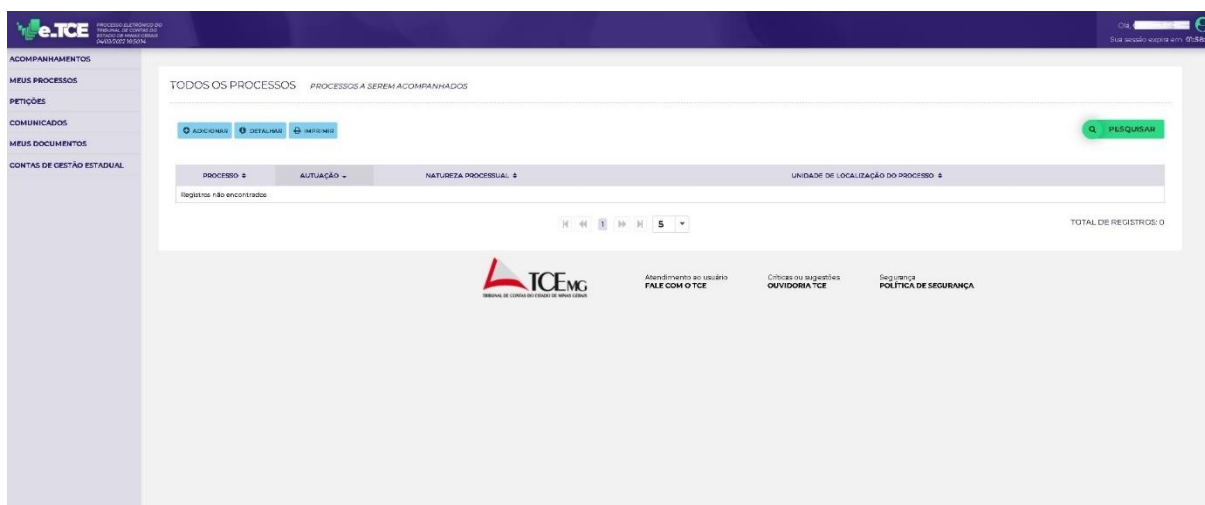 e.TCE
PROCESSO ELETRÔNICO DO
TRIBUNAL DE CONTAS DO
ESTADO DE MINAS GERAIS
Olá,
Sua sessão expira em
ACOMPANHAMENTOS
MEUS PROCESSOS
PETIÇÕES
COMUNICADOS
MEUS DOCUMENTOS
CONTAS DE GESTÃO ESTADUAL
TODOS OS PROCESSOS PROCESSOS A SEREM ACOMPANHADOS
ADICIONAR DETALHAR IMPRIMIR
PESQUISAR
PROCESSO AUTUAÇÃO NATUREZA PROCESSUAL UNIDADE DE LOCALIZAÇÃO DO PROCESSO
Registros não encontrados
1 5
TOTAL DE REGISTROS: 0
TCEMG
TRIBUNAL DE CONTAS DO ESTADO DE MINAS GERAIS
Atendimento ao usuário
FALE COM O TCE
Críticas ou sugestões
OUVIDORIA TCE
Segurança
POLÍTICA DE SEGURANÇA